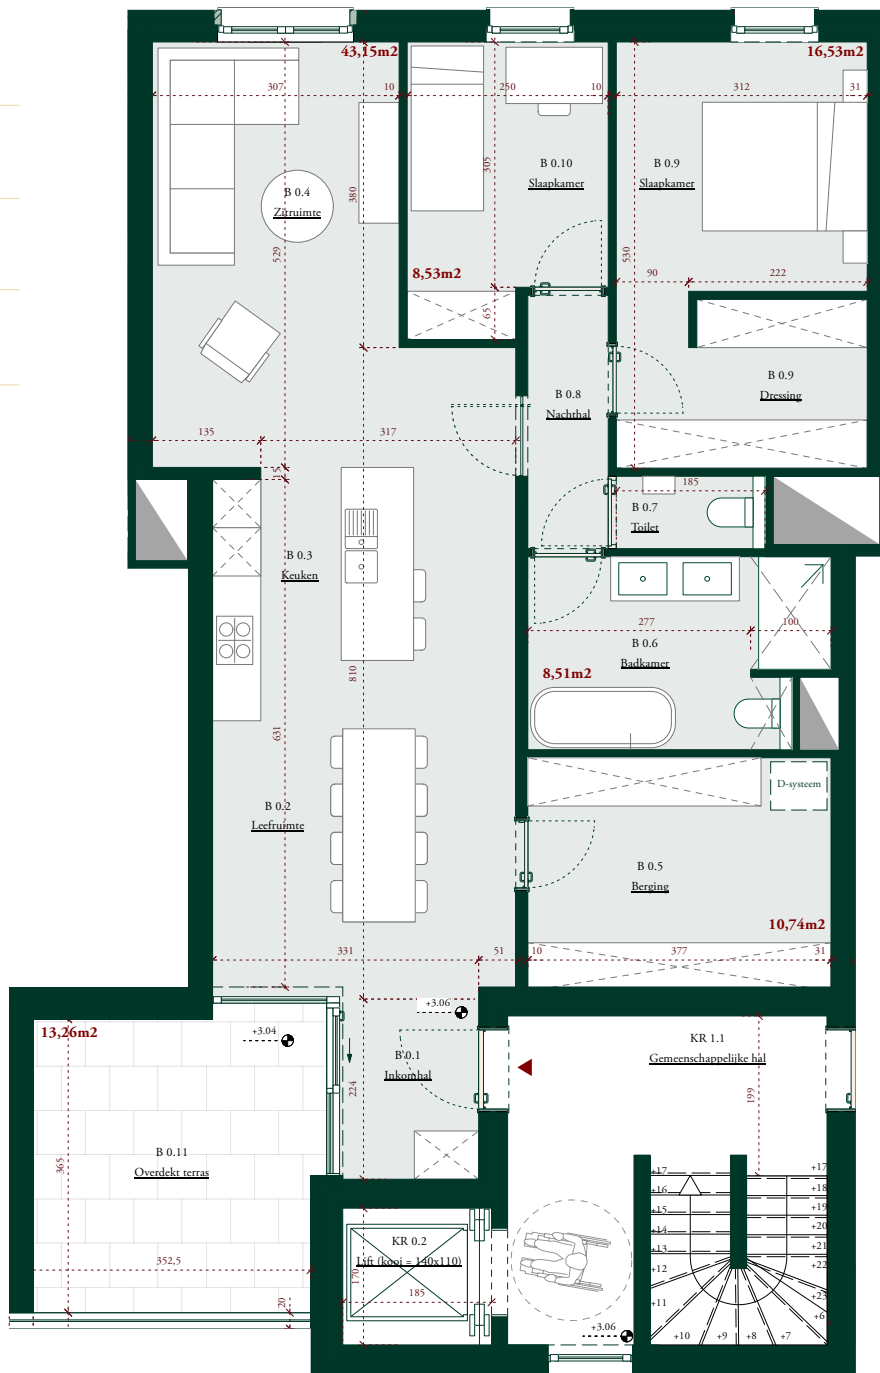 43,15m2
16,53m2
307
10
250
10
312
31
B 0.4
Zitruimte
380
305
B 0.10
Slaapkamer
B 0.9
Slaapkamer
529
530
8,53m2
90
222
65
B 0.8
Nachthal
B 0.9
Dressing
135
317
15
185
B 0.7
Toilet
B 0.3
Keuken
277
100
B 0.6
Badkamer
8,51m2
810
631
D-systeem
B 0.2
Leefruimte
B 0.5
Berging
10,74m2
331
51
10
377
31
13,26m2
+3.04
+3.06
B 0.1
Inkomhal
KR 1.1
Gemeenschappelijke hal
224
199
365
B 0.11
Overdekt terras
352,5
20
KR 0.2
Lift (kooi = 140x110)
170
185
+3.06
+17
+16
+15
+14
+13
+12
+11
+10
+9
+8
+7
+6
+23
+22
+21
+20
+19
+18
+17